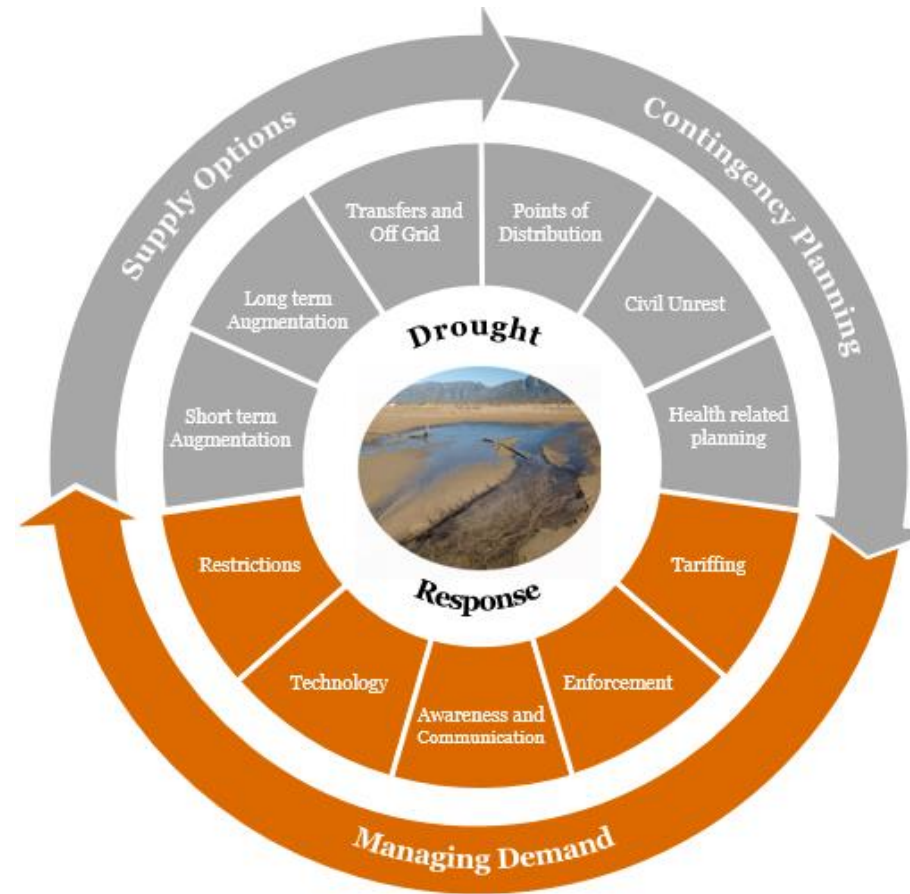 Supply Options
Contingency Planning
Transfers and
Off Grid
Points of
Distribution
Long term
Augmentation
Civil Unrest
Short term
Augmentation
Health related
planning
Drought
Response
Restrictions
Tariffing
Technology
Enforcement
Awareness and
Communication
Managing Demand